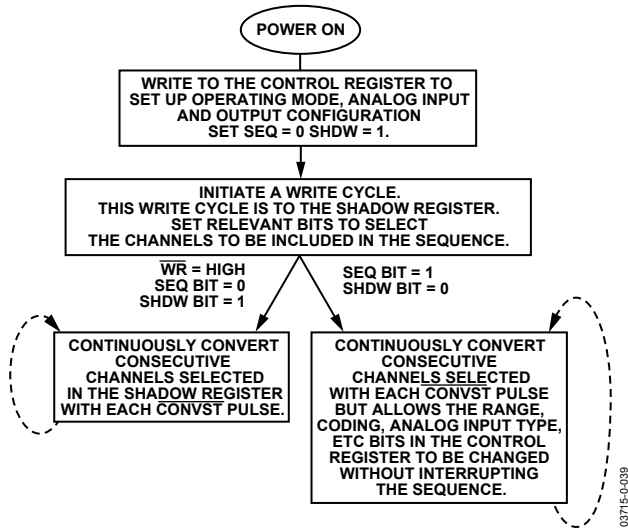 POWER ON
WRITE TO THE CONTROL REGISTER TO
SET UP OPERATING MODE, ANALOG INPUT
AND OUTPUT CONFIGURATION
SET SEQ = 0 SHDW = 1.
INITIATE A WRITE CYCLE.
THIS WRITE CYCLE IS TO THE SHADOW REGISTER.
SET RELEVANT BITS TO SELECT
THE CHANNELS TO BE INCLUDED IN THE SEQUENCE.
WR = HIGH
SEQ BIT = 0
SHDW BIT = 1
SEQ BIT = 1
SHDW BIT = 0
CONTINUOUSLY CONVERT
CONSECUTIVE
CHANNELS SELECTED
IN THE SHADOW REGISTER
WITH EACH CONVST PULSE.
CONTINUOUSLY CONVERT
CONSECUTIVE
CHANNELS SELECTED
WITH EACH CONVST PULSE
BUT ALLOWS THE RANGE,
CODING, ANALOG INPUT TYPE,
ETC BITS IN THE CONTROL
REGISTER TO BE CHANGED
WITHOUT INTERRUPTING
THE SEQUENCE.
03715-0-039